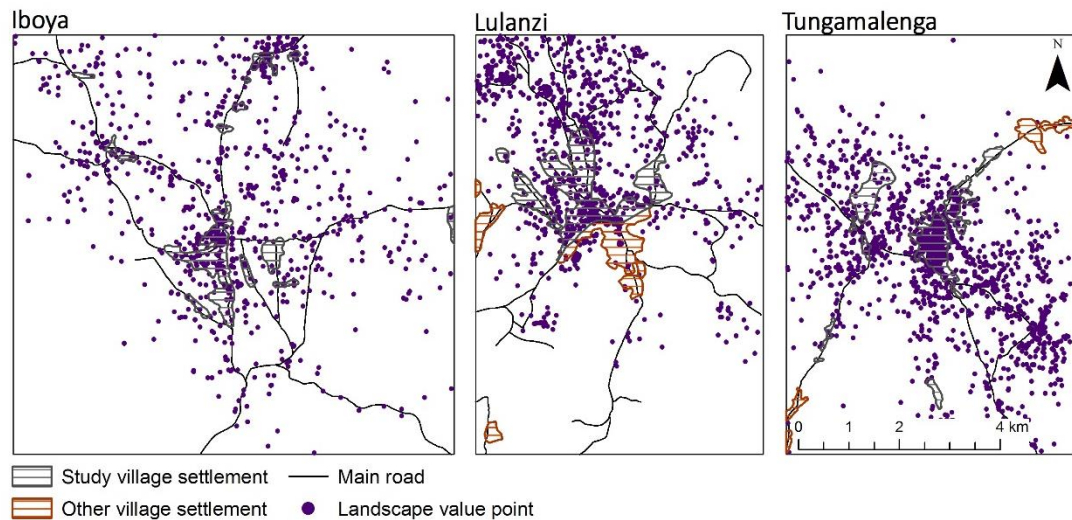 Iboya
Lulanzi
Tungamalenga
N
0 1 2 4 km
Study village settlement
Main road
Other village settlement
Landscape value point